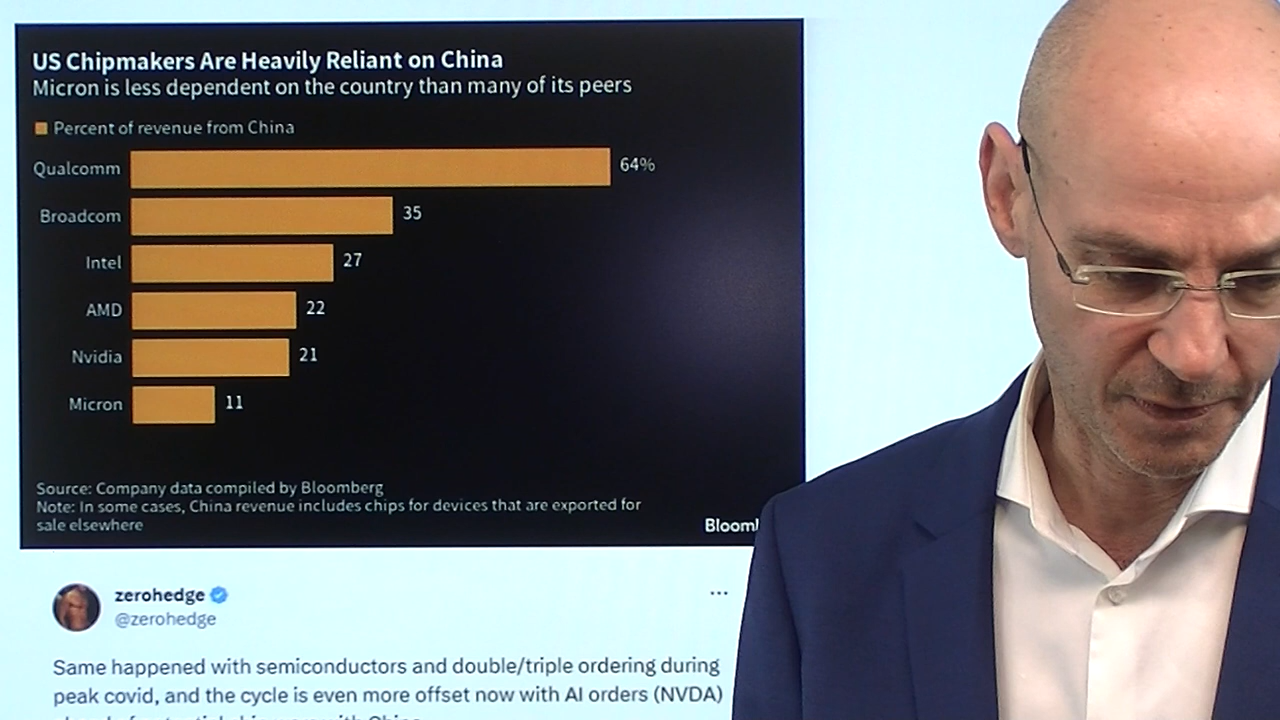 US Chipmakers Are Heavily Reliant on China
Micron is less dependent on the country than many of its peers
Percent of revenue from China
Qualcomm 64%
Broadcom 35
Intel 27
AMD 22
Nvidia 21
Micron 11
Source: Company data compiled by Bloomberg
Note: In some cases, China revenue includes chips for devices that are exported for
sale elsewhere
zerohedge
@zerohedge
Same happened with semiconductors and double/triple ordering during
peak covid, and the cycle is even more offset now with AI orders (NVDA)